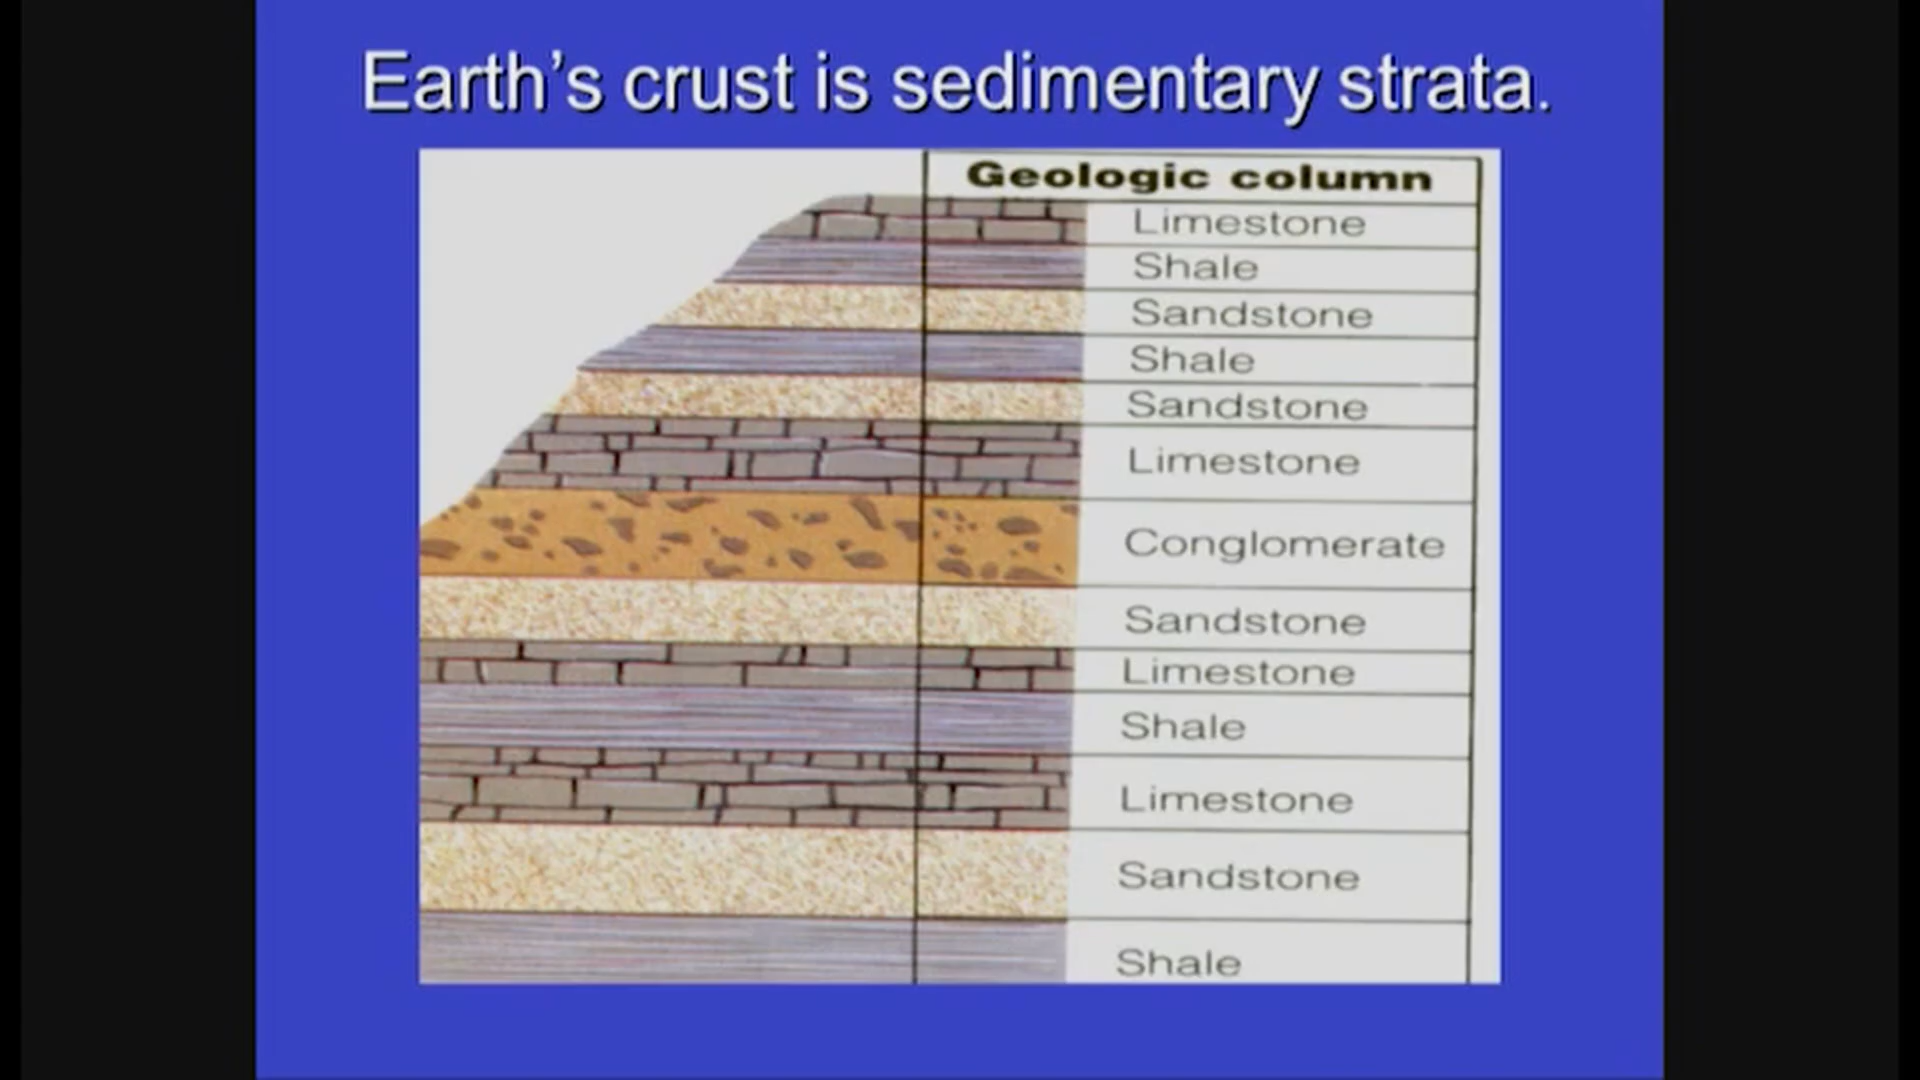 Earth's crust is sedimentary strata.
Geologic column
Limestone
Shale
Sandstone
Shale
Sandstone
Limestone
Conglomerate
Sandstone
Limestone
Shale
Limestone
Sandstone
Shale